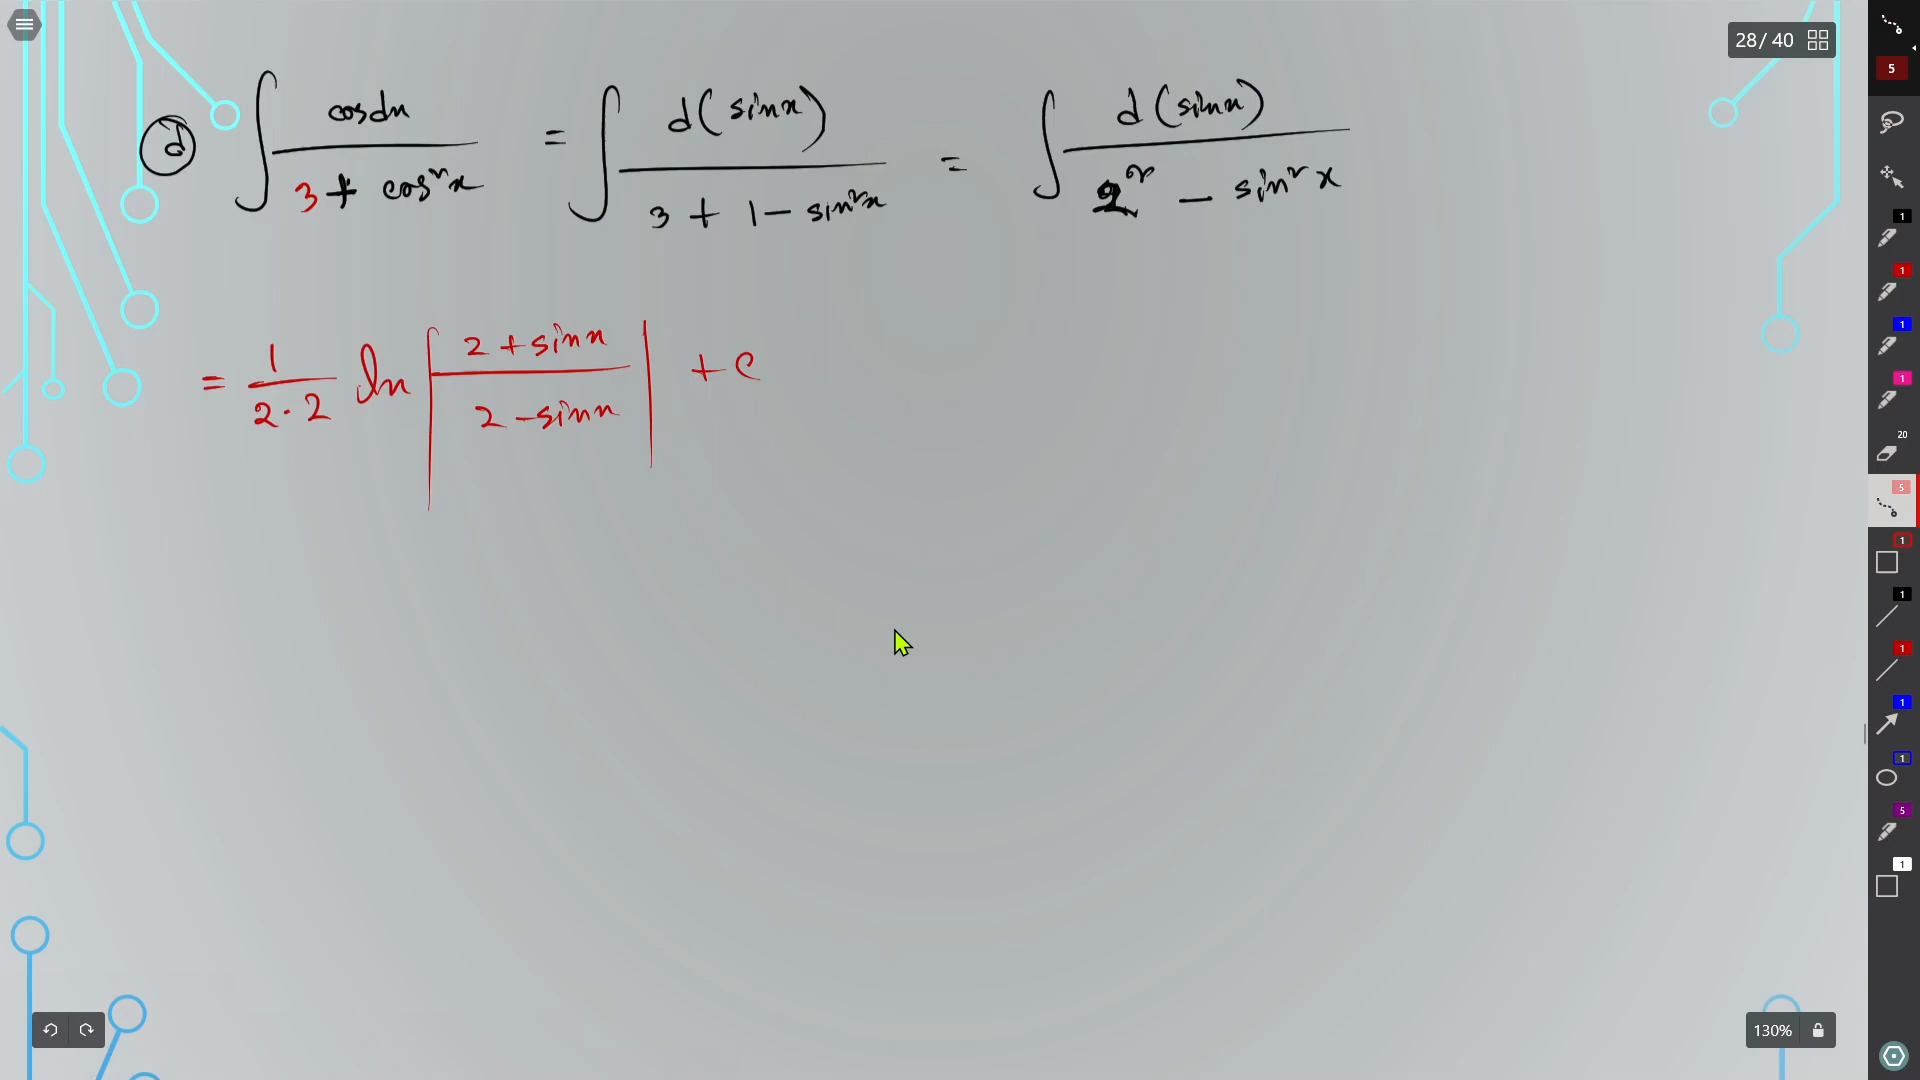 28/40
ⓓ ∫ cosdx / (3 + cos²x) = ∫ d(sinx) / (3 + 1 - sin²x) = ∫ d(sinx) / (2² - sin²x)
= 1/(2·2) ln |(2 + sinx) / (2 - sinx)| + c
130%